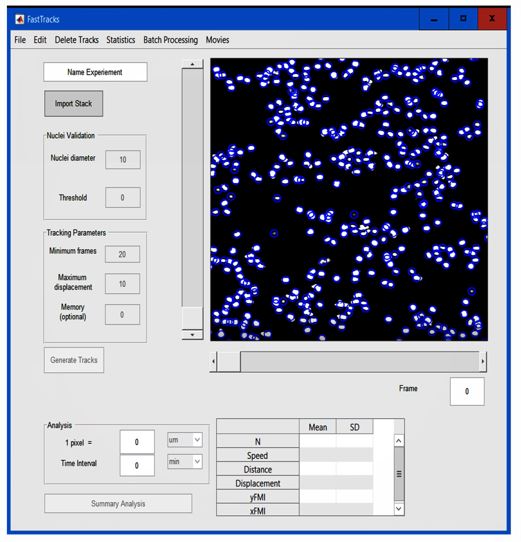 FastTracks
File Edit Delete Tracks Statistics Batch Processing Movies
Name Experiement
Import Stack
Nuclei Validation
Nuclei diameter 10
Threshold 0
Tracking Parameters
Minimum frames 20
Maximum
displacement 10
Memory
(optional) 0
Generate Tracks
Frame 0
Analysis
1 pixel = 0 um
Time Interval 0 min
Summary Analysis
Mean SD
N
Speed
Distance
Displacement
yFMI
xFMI